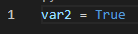 1 var2 = True